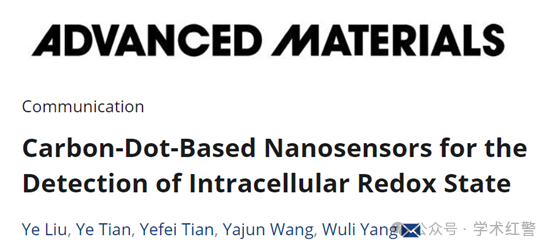 ADVANCED MATERIALS
Communication
Carbon-Dot-Based Nanosensors for the
Detection of Intracellular Redox State
Ye Liu, Ye Tian, Yefei Tian, Yajun Wang, Wuli Yang
公众号 · 学术红警